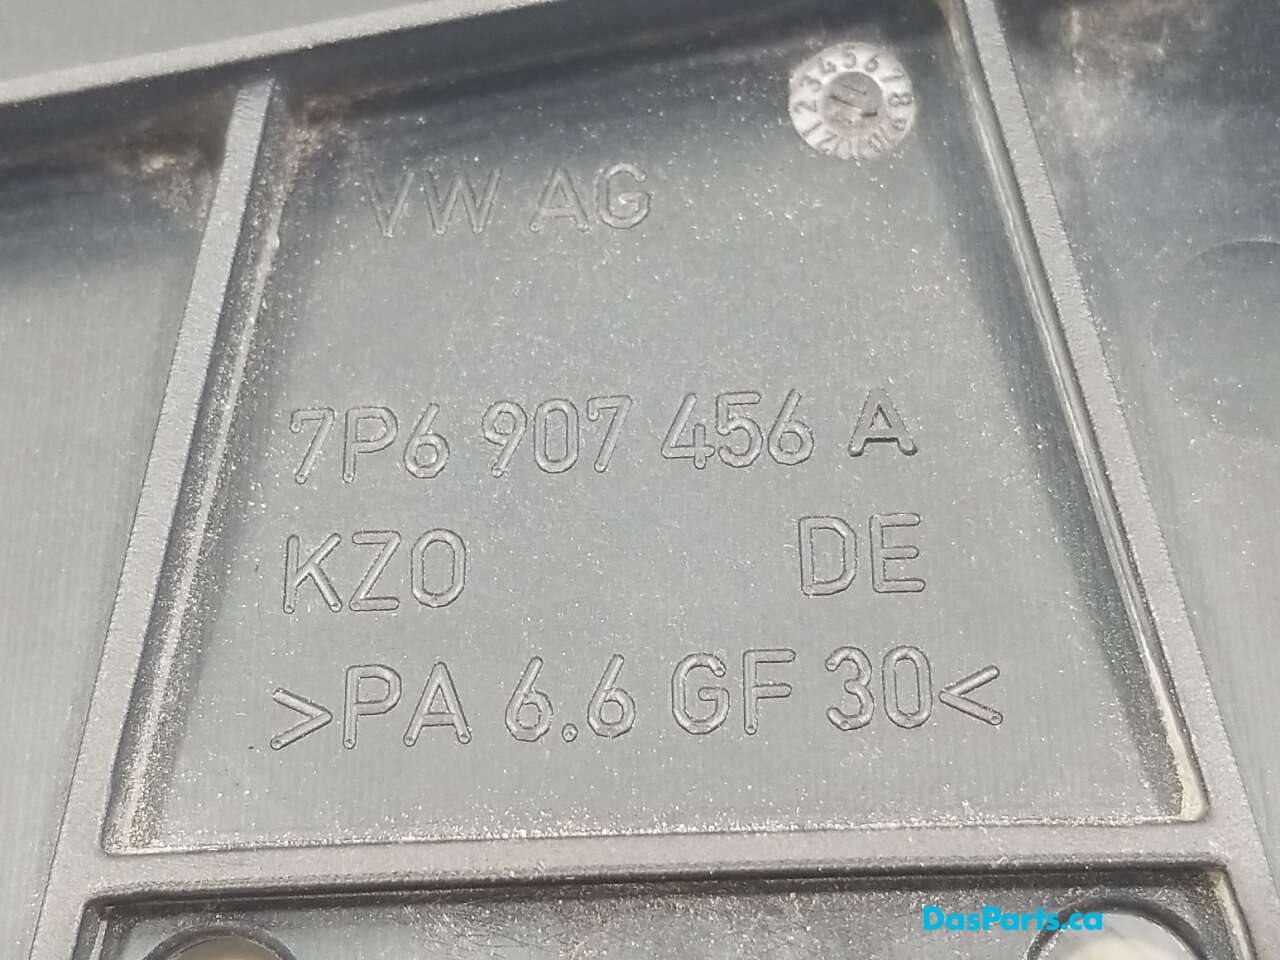 VW AG
7P6 907 456 A
KZO DE
>PA 6.6 GF 30<
DasParts.ca